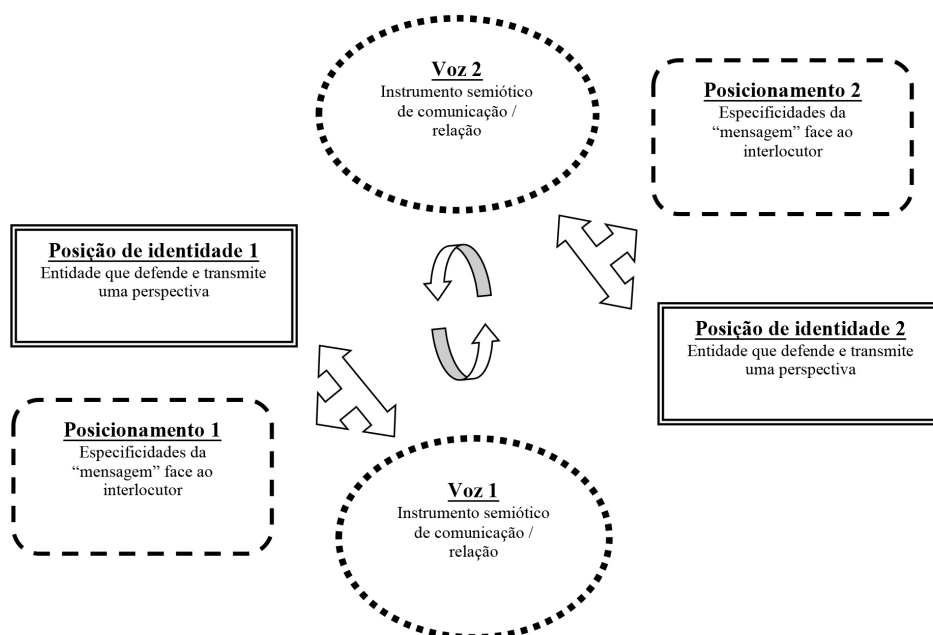 Voz 2
Instrumento semiótico
de comunicação /
relação
Posicionamento 2
Especificidades da
“mensagem” face ao
interlocutor
Posição de identidade 1
Entidade que defende e transmite
uma perspectiva
Posição de identidade 2
Entidade que defende e transmite
uma perspectiva
Posicionamento 1
Especificidades da
“mensagem” face ao
interlocutor
Voz 1
Instrumento semiótico
de comunicação /
relação